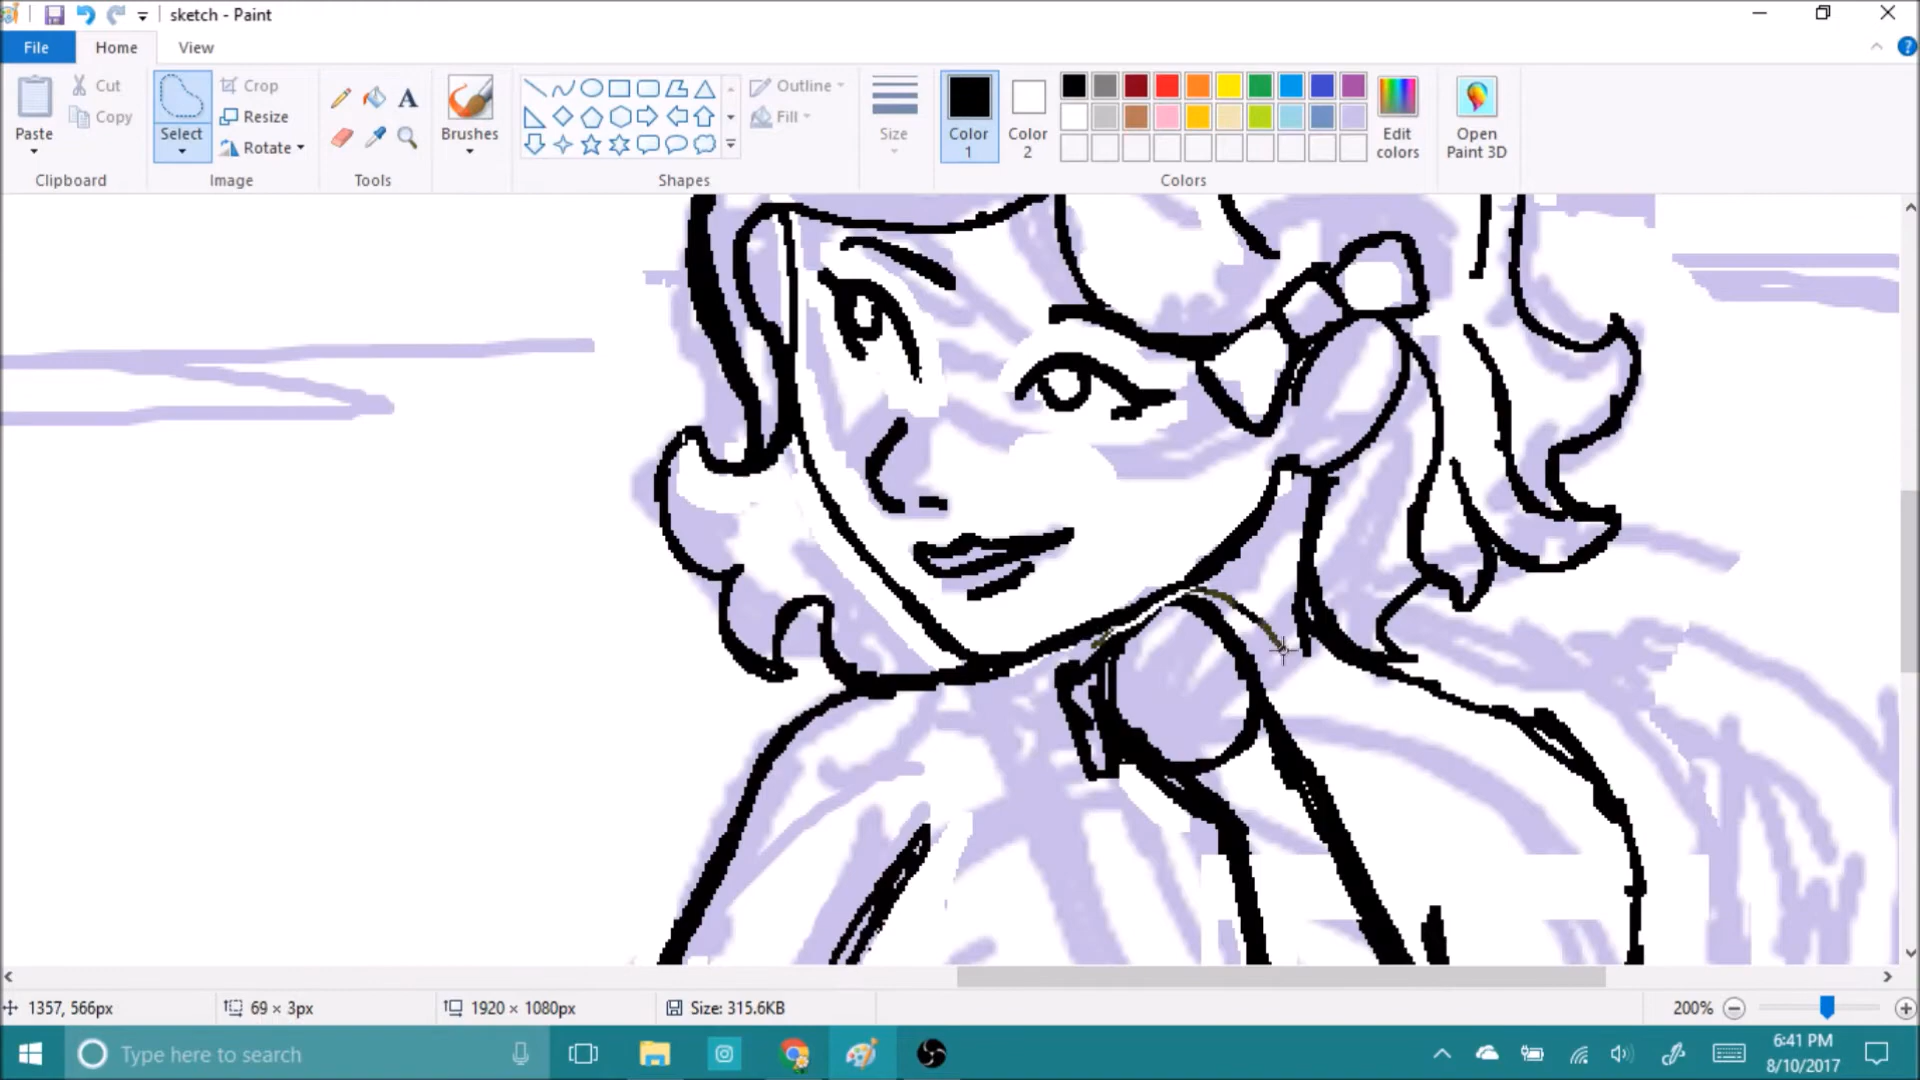 sketch - Paint
File Home View
Paste
Cut
Copy
Clipboard
Select
Crop
Resize
Rotate
Image
A
Tools
Brushes
Shapes
Outline
Fill
Size
Color 1
Color 2
Colors
Edit colors
Open Paint 3D
?
1357, 566px
69 × 3px
1920 × 1080px
Size: 315.6KB
200%
Type here to search
6:41 PM
8/10/2017